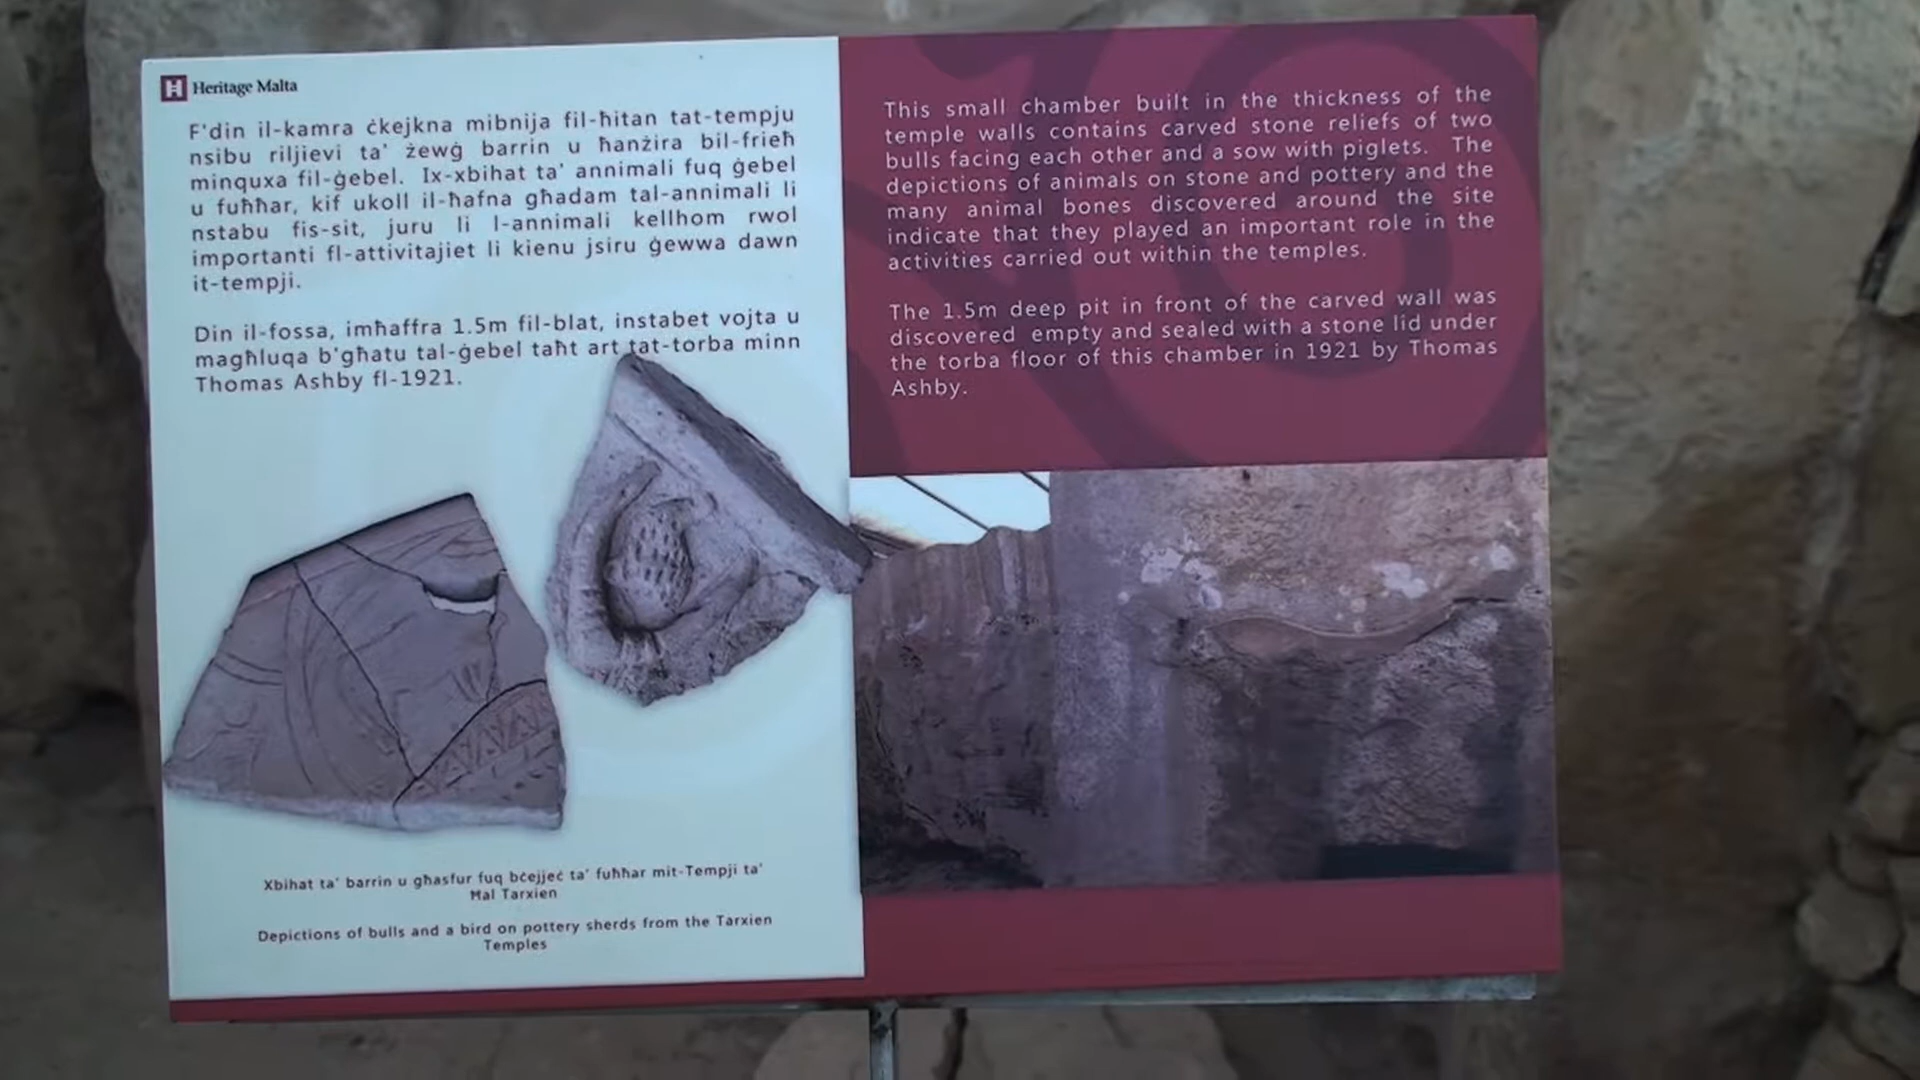 Heritage Malta
F'din il-kamra ċkejkna mibnija fil-ħitan tat-tempju
nsibu riljievi ta' żewġ barrin u ħanżira bil-frieħ
minquxa fil-ġebel. Ix-xbihat ta' annimali fuq ġebel
u fuħħar, kif ukoll il-ħafna għadam tal-annimali li
nstabu fis-sit, juru li l-annimali kellhom rwol
importanti fl-attivitajiet li kienu jsiru ġewwa dawn
it-tempji.
Din il-fossa, imħaffra 1.5m fil-blat, instabet vojta u
magħluqa b'għatu tal-ġebel taħt art tat-torba minn
Thomas Ashby fl-1921.
Xbihat ta' barrin u għasfur fuq bċejjeċ ta' fuħħar mit-Tempji ta'
Ħal Tarxien
Depictions of bulls and a bird on pottery sherds from the Tarxien
Temples
This small chamber built in the thickness of the
temple walls contains carved stone reliefs of two
bulls facing each other and a sow with piglets. The
depictions of animals on stone and pottery and the
many animal bones discovered around the site
indicate that they played an important role in the
activities carried out within the temples.
The 1.5m deep pit in front of the carved wall was
discovered empty and sealed with a stone lid under
the torba floor of this chamber in 1921 by Thomas
Ashby.